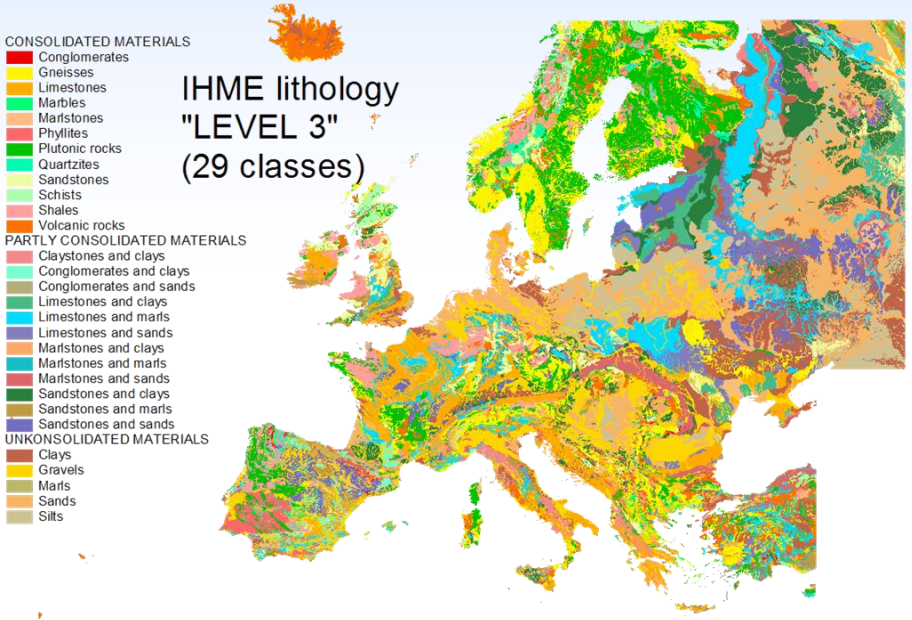 IHME lithology
"LEVEL 3"
(29 classes)
CONSOLIDATED MATERIALS
Conglomerates
Gneisses
Limestones
Marbles
Marlstones
Phyllites
Plutonic rocks
Quartzites
Sandstones
Schists
Shales
Volcanic rocks
PARTLY CONSOLIDATED MATERIALS
Claystones and clays
Conglomerates and clays
Conglomerates and sands
Limestones and clays
Limestones and marls
Limestones and sands
Marlstones and clays
Marlstones and marls
Marlstones and sands
Sandstones and clays
Sandstones and marls
Sandstones and sands
UNKONSOLIDATED MATERIALS
Clays
Gravels
Marls
Sands
Silts